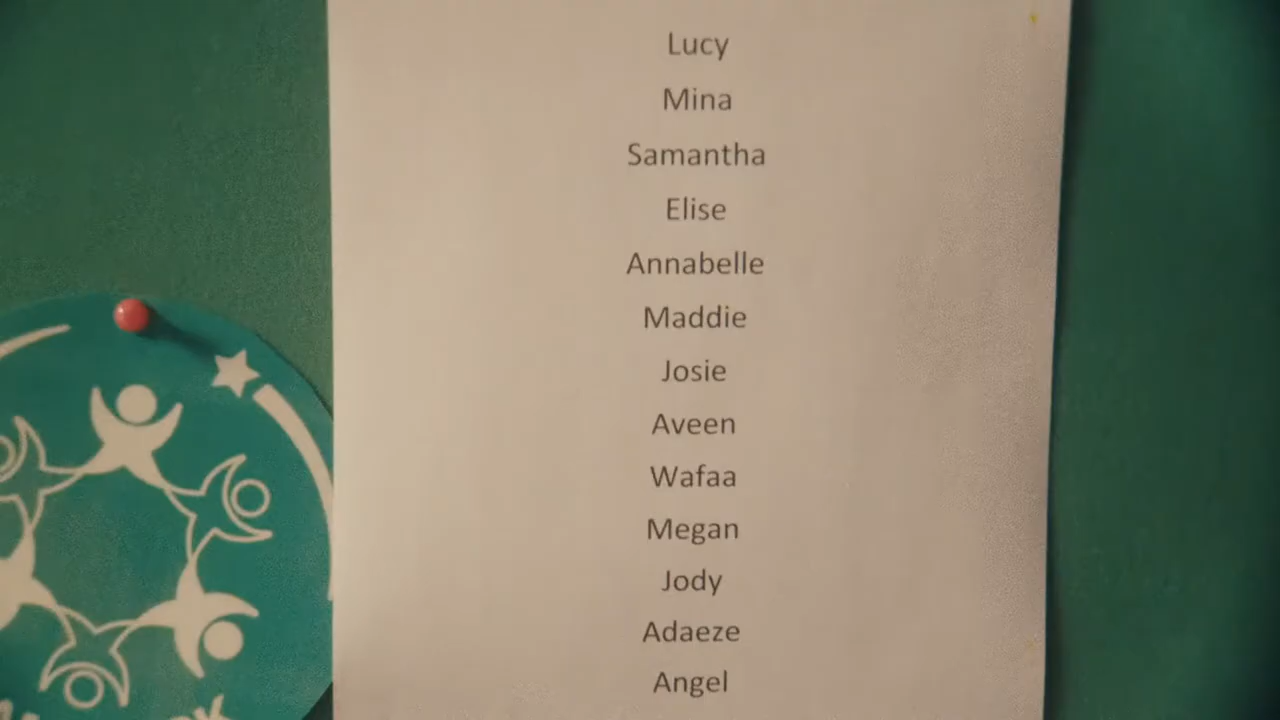 Lucy
Mina
Samantha
Elise
Annabelle
Maddie
Josie
Aveen
Wafaa
Megan
Jody
Adaeze
Angel